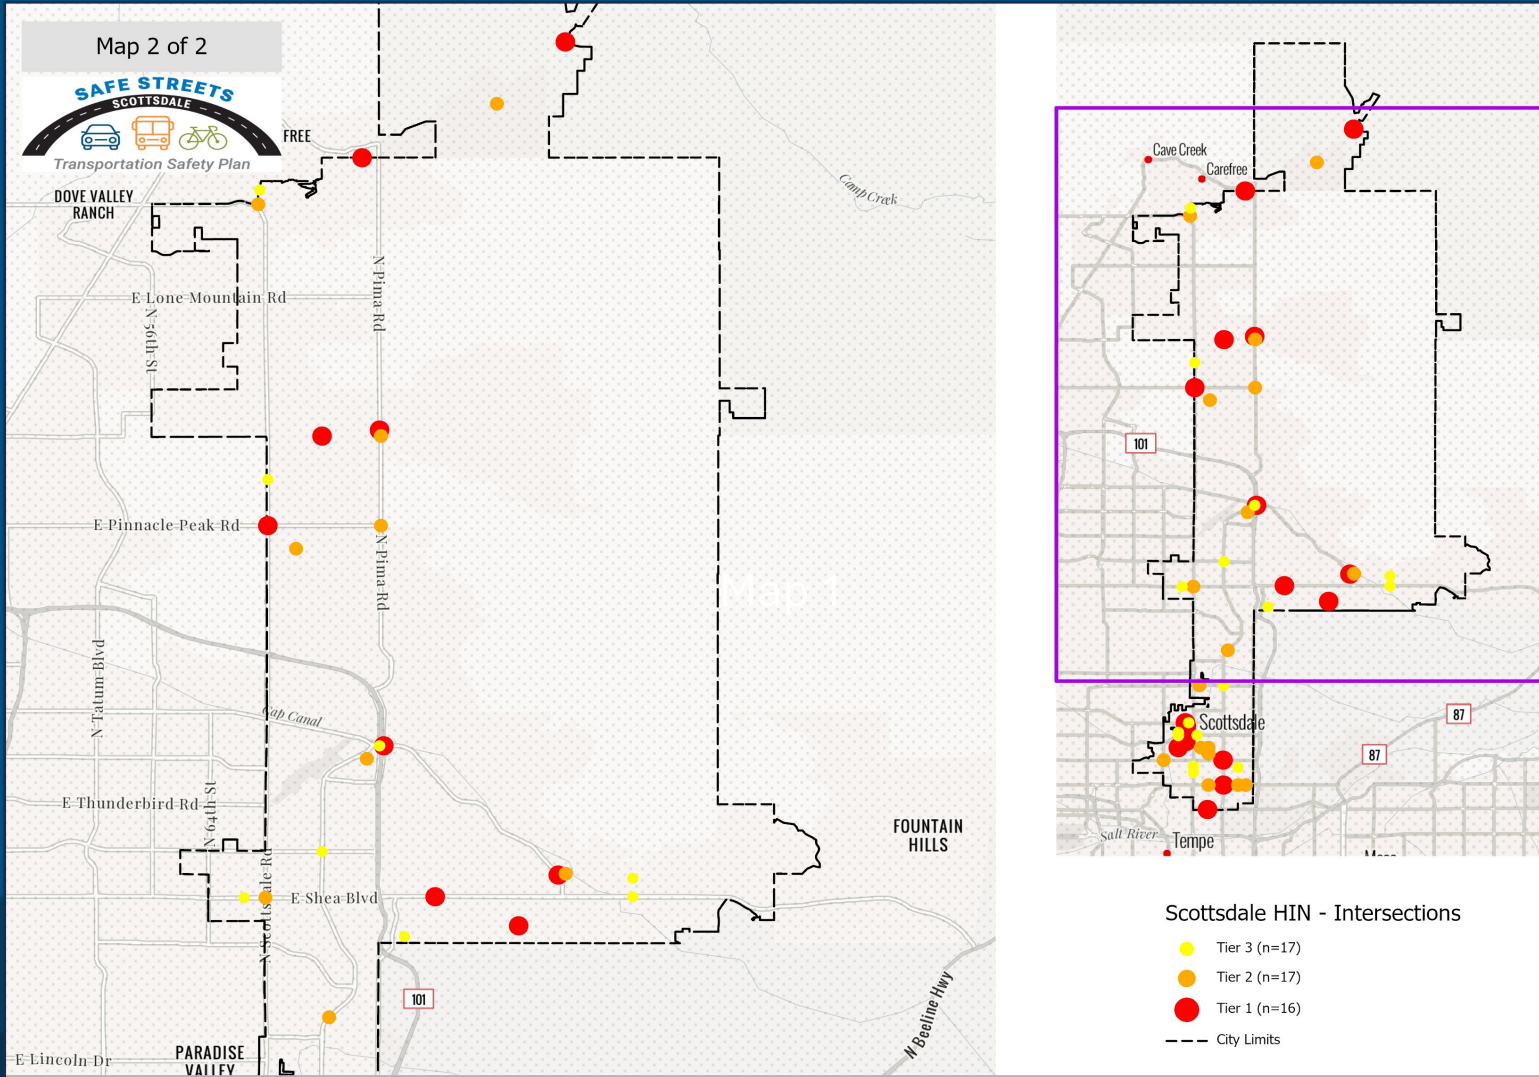 Map 2 of 2
SAFE STREETS
SCOTTSDALE
Transportation Safety Plan
FREE
DOVE VALLEY
RANCH
Camp Creek
E Lone Mountain Rd
N 56th St
N Pima Rd
E Pinnacle Peak Rd
N Pima Rd
N Tatum Blvd
Cap Canal
E Thunderbird Rd
N 64th St
FOUNTAIN
HILLS
N Scottsdale Rd
E Shea Blvd
101
N Beeline Hwy
PARADISE
VALLEY
E Lincoln Dr
Cave Creek
Carefree
101
Scottsdale
87
87
Salt River
Tempe
Scottsdale HIN - Intersections
Tier 3 (n=17)
Tier 2 (n=17)
Tier 1 (n=16)
City Limits